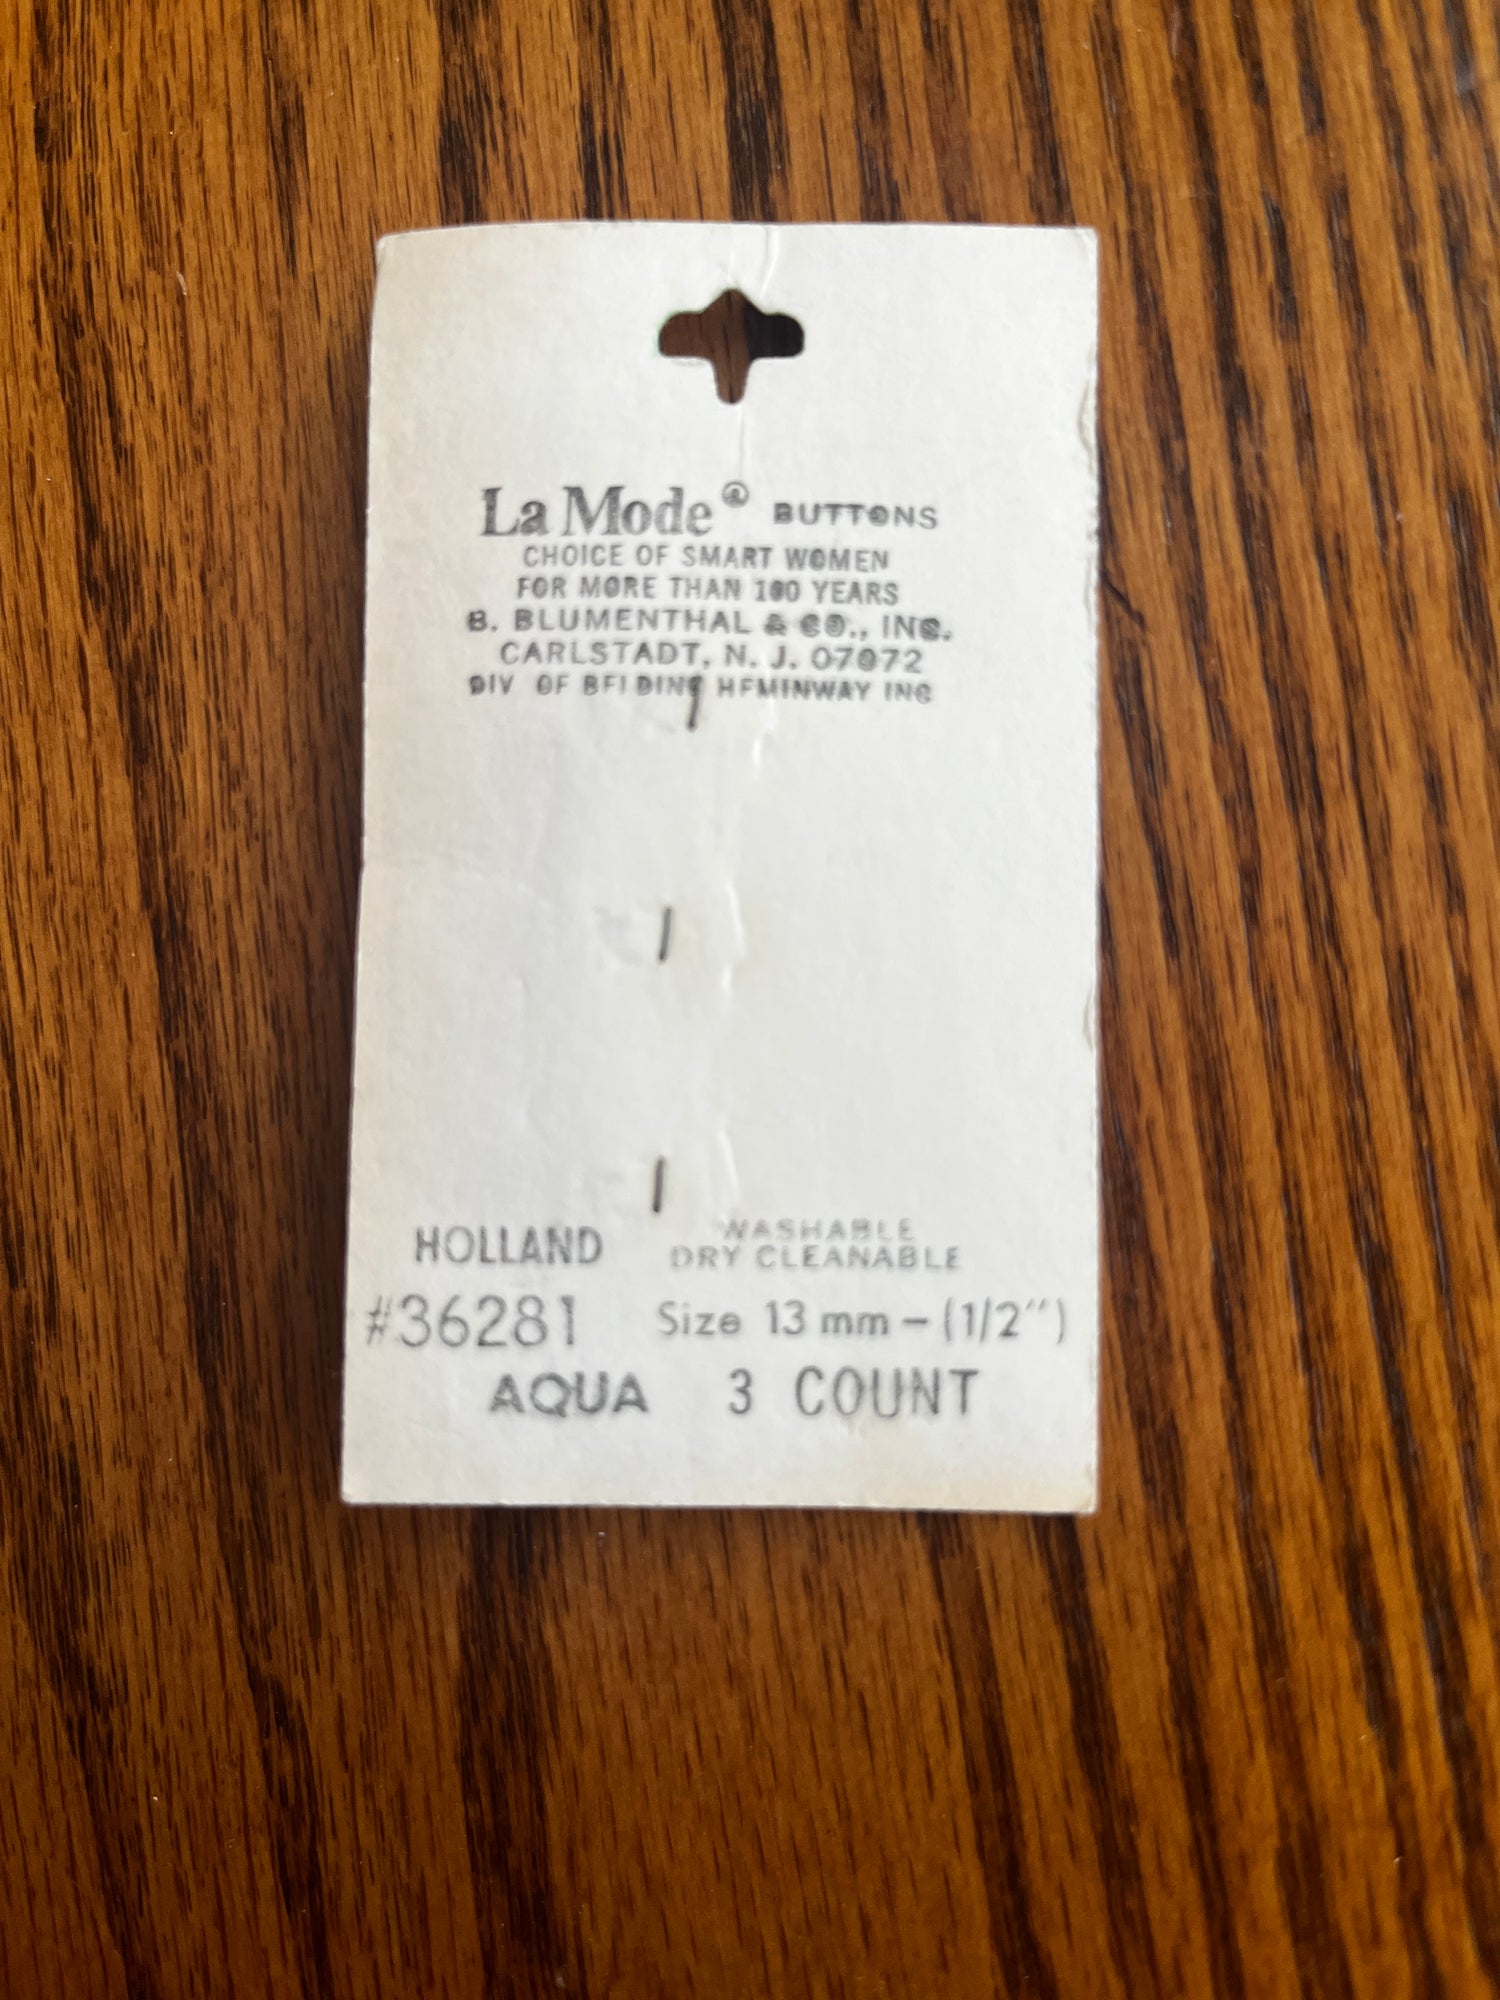 La Mode® BUTTONS
CHOICE OF SMART WOMEN
FOR MORE THAN 100 YEARS
B. BLUMENTHAL & CO., INC.
CARLSTADT, N. J. 07072
DIV OF BELDING HEMINWAY INC
HOLLAND
WASHABLE
DRY CLEANABLE
#36281 Size 13 mm – (1/2")
AQUA 3 COUNT